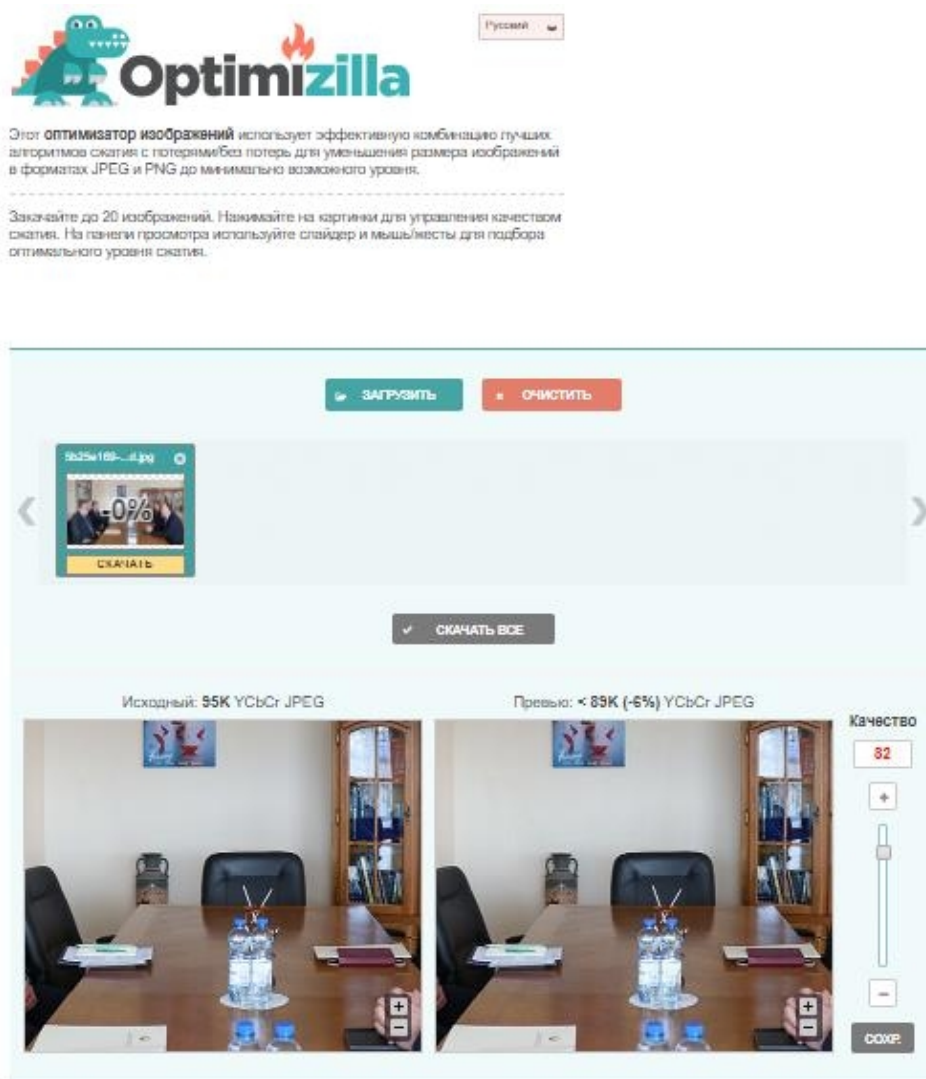 Optimizilla
Русский
Этот оптимизатор изображений использует эффективную комбинацию лучших
алгоритмов сжатия с потерями/без потерь для уменьшения размера изображений
в форматах JPEG и PNG до минимально возможного уровня.
Закачайте до 20 изображений. Нажимайте на картинки для управления качеством
сжатия. На панели просмотра используйте слайдер и мышь/жесты для подбора
оптимального уровня сжатия.
ЗАГРУЗИТЬ
ОЧИСТИТЬ
5b25e169-...d.jpg
-0%
СКАЧАТЬ
СКАЧАТЬ ВСЕ
Исходный: 95K YCbCr JPEG
Превью: < 89K (-6%) YCbCr JPEG
Качество
82
+
−
+
−
+
−
СОХР.